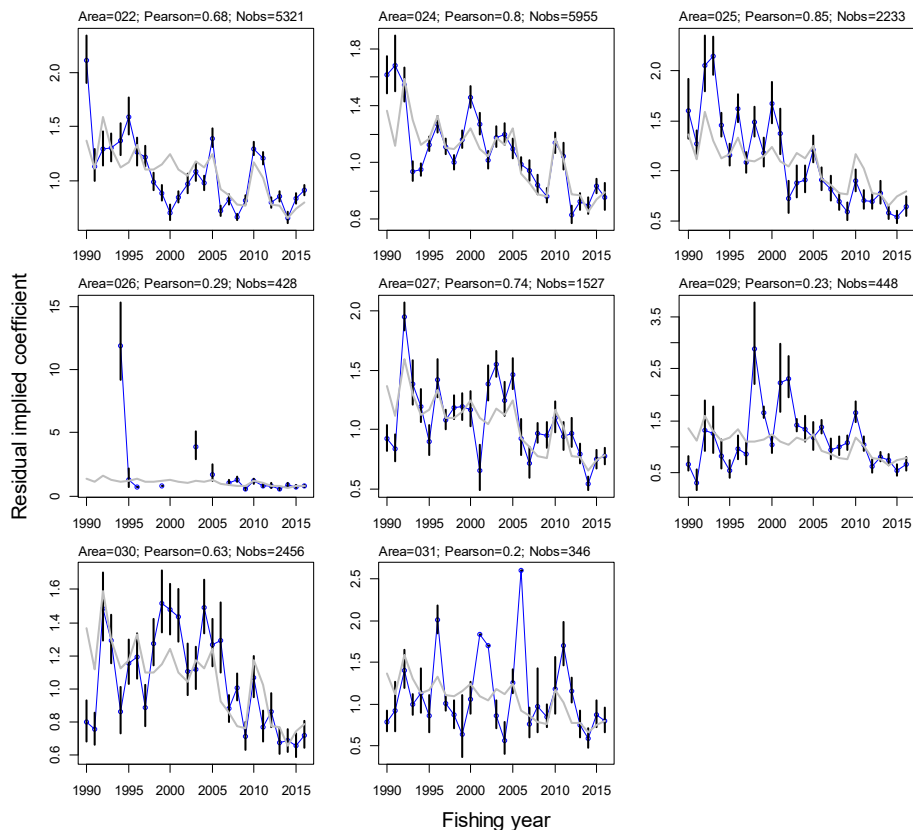 Area=022; Pearson=0.68; Nobs=5321
2.0
1.5
1.0
1990 1995 2000 2005 2010 2015
Area=024; Pearson=0.8; Nobs=5955
1.8
1.4
1.0
0.6
1990 1995 2000 2005 2010 2015
Area=025; Pearson=0.85; Nobs=2233
2.0
1.5
1.0
0.5
1990 1995 2000 2005 2010 2015
Residual implied coefficient
Area=026; Pearson=0.29; Nobs=428
15
10
5
0
1990 1995 2000 2005 2010 2015
Area=027; Pearson=0.74; Nobs=1527
2.0
1.5
1.0
0.5
1990 1995 2000 2005 2010 2015
Area=029; Pearson=0.23; Nobs=448
3.5
2.5
1.5
0.5
1990 1995 2000 2005 2010 2015
Area=030; Pearson=0.63; Nobs=2456
1.6
1.4
1.2
1.0
0.8
0.6
1990 1995 2000 2005 2010 2015
Area=031; Pearson=0.2; Nobs=346
2.5
2.0
1.5
1.0
0.5
1990 1995 2000 2005 2010 2015
Fishing year